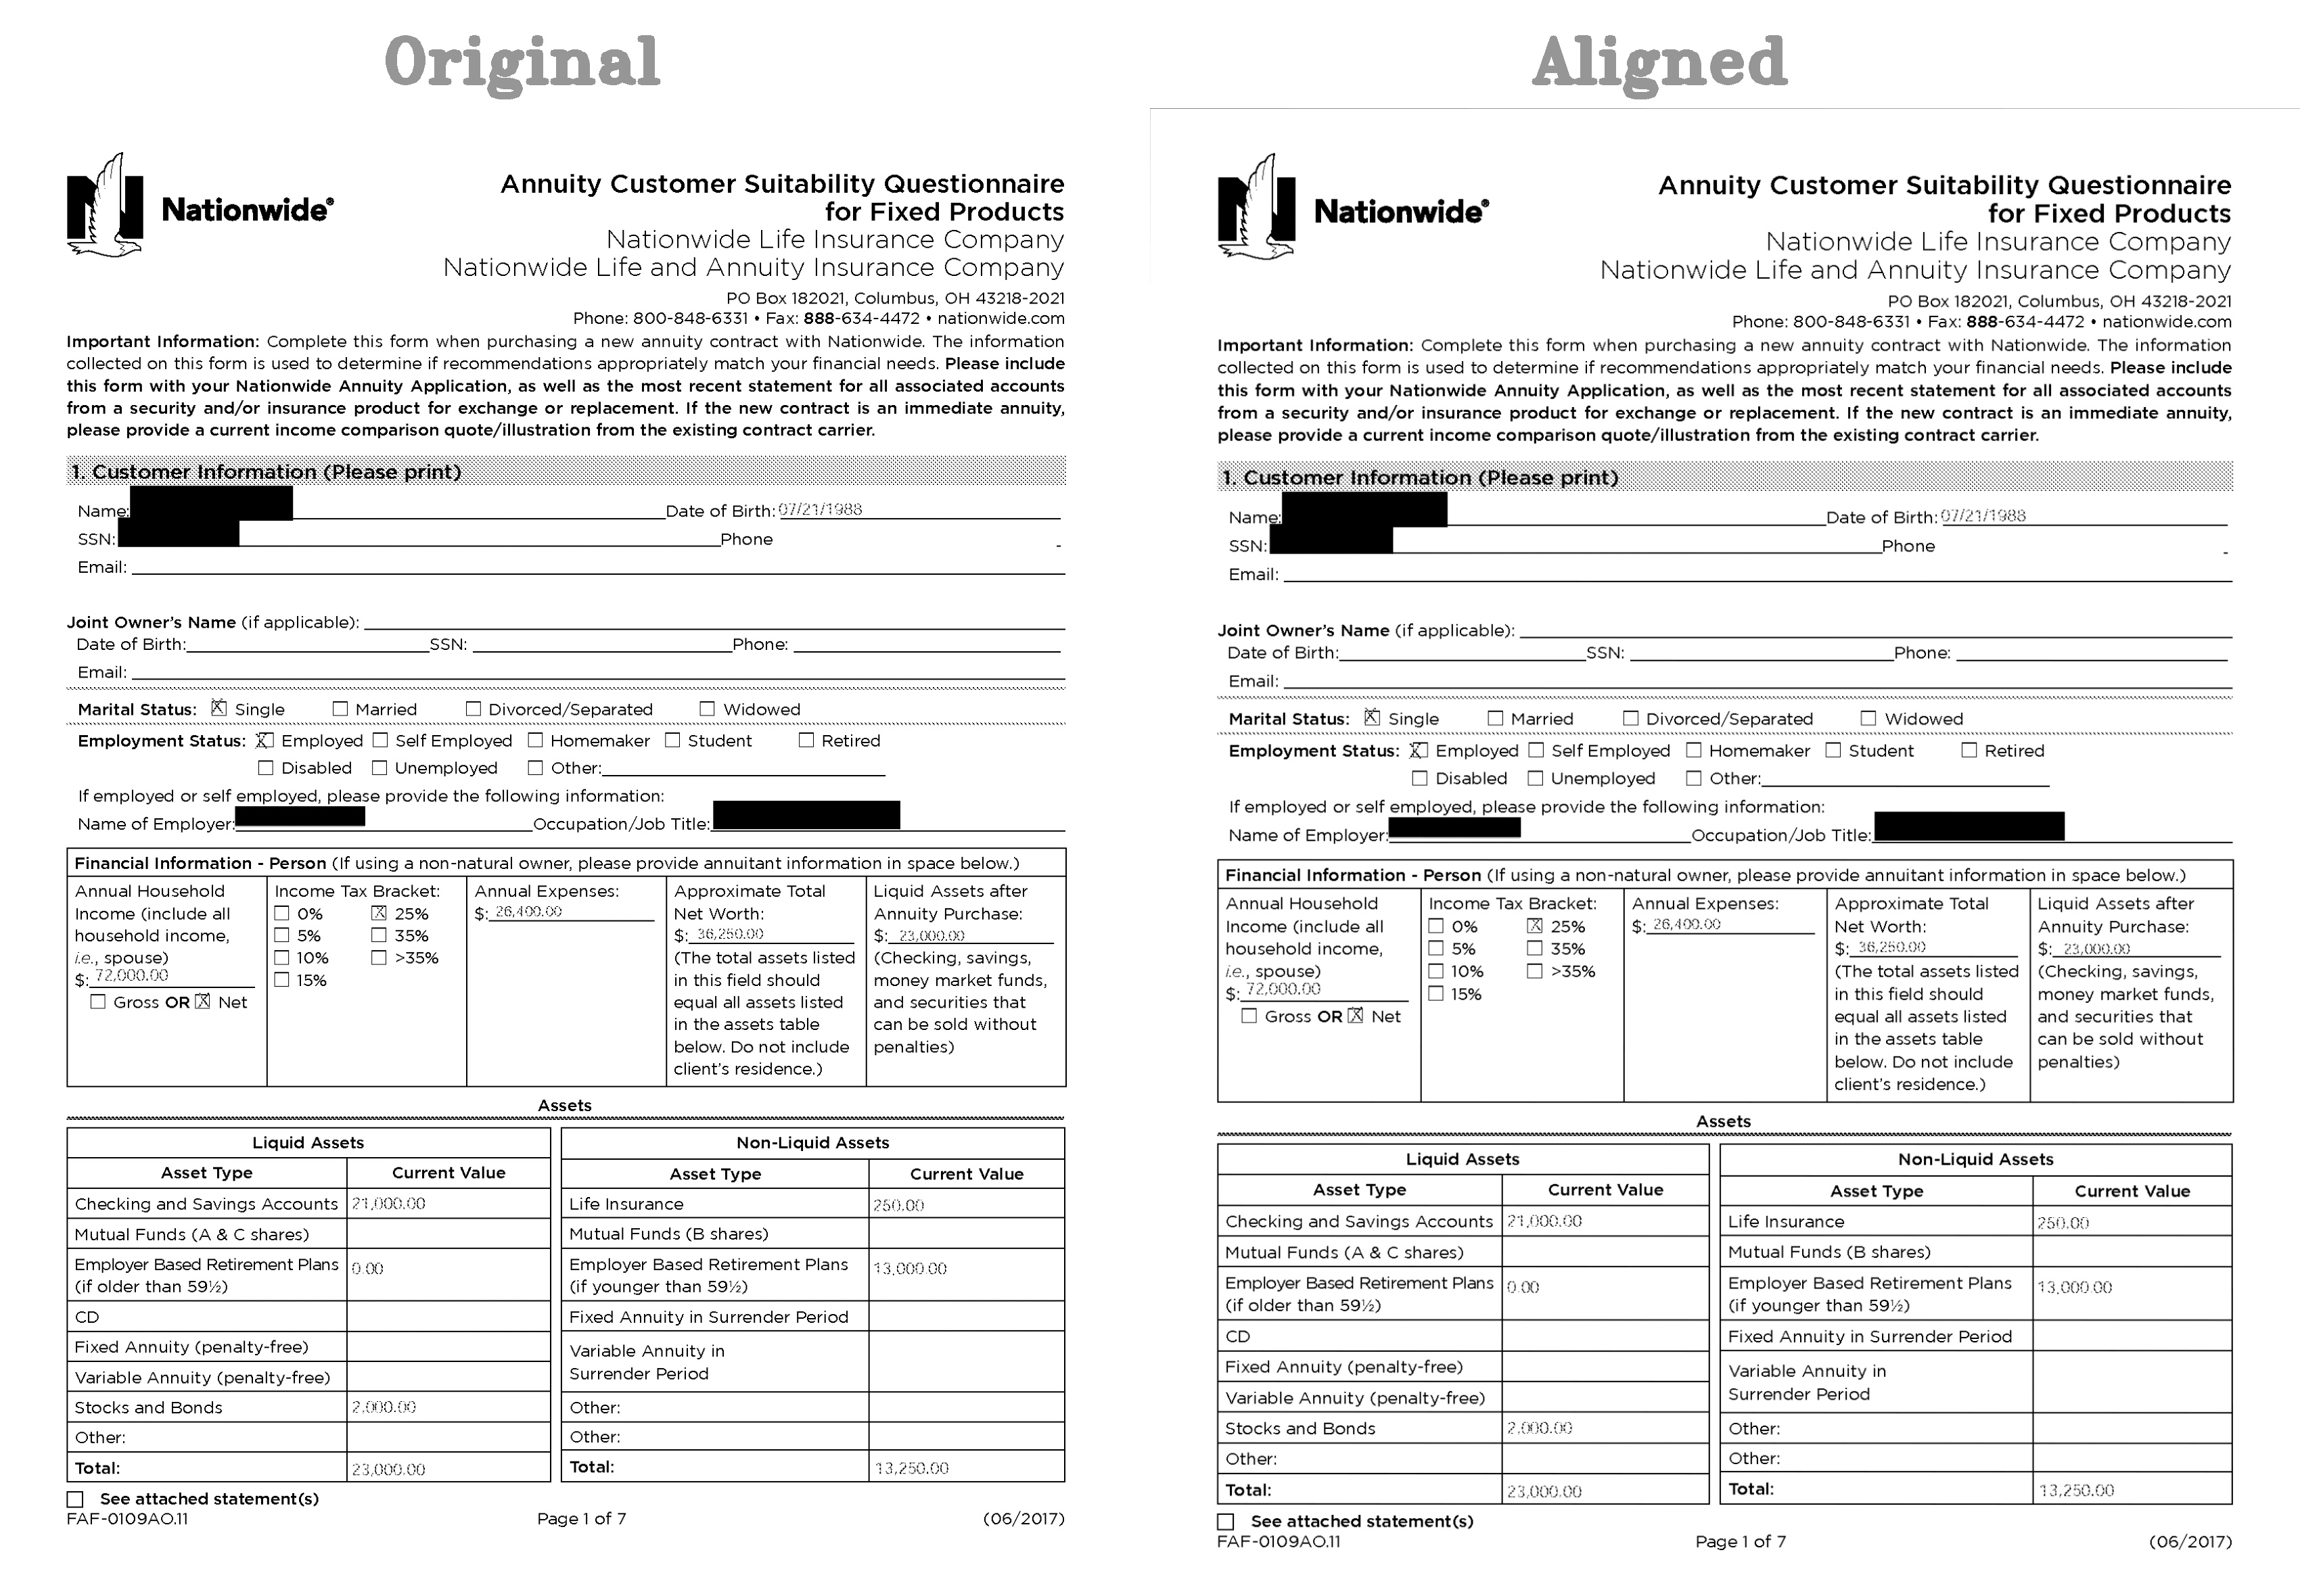 Original
Nationwide®
Annuity Customer Suitability Questionnaire
for Fixed Products
Nationwide Life Insurance Company
Nationwide Life and Annuity Insurance Company
PO Box 182021, Columbus, OH 43218-2021
Phone: 800-848-6331 • Fax: 888-634-4472 • nationwide.com
Important Information: Complete this form when purchasing a new annuity contract with Nationwide. The information
collected on this form is used to determine if recommendations appropriately match your financial needs. Please include
this form with your Nationwide Annuity Application, as well as the most recent statement for all associated accounts
from a security and/or insurance product for exchange or replacement. If the new contract is an immediate annuity,
please provide a current income comparison quote/illustration from the existing contract carrier.
1. Customer Information (Please print)
Name: Date of Birth: 07/21/1988
SSN: Phone -
Email:
Joint Owner's Name (if applicable):
Date of Birth: SSN: Phone:
Email:
Marital Status: X Single Married Divorced/Separated Widowed
Employment Status: X Employed Self Employed Homemaker Student Retired
Disabled Unemployed Other:
If employed or self employed, please provide the following information:
Name of Employer: Occupation/Job Title:
Financial Information - Person (If using a non-natural owner, please provide annuitant information in space below.)
Annual Household
Income (include all
household income,
i.e., spouse)
$: 72,000.00
Gross OR X Net
Income Tax Bracket:
0% X 25%
5% 35%
10% >35%
15%
Annual Expenses:
$: 26,400.00
Approximate Total
Net Worth:
$: 36,250.00
(The total assets listed
in this field should
equal all assets listed
in the assets table
below. Do not include
client's residence.)
Liquid Assets after
Annuity Purchase:
$: 23,000.00
(Checking, savings,
money market funds,
and securities that
can be sold without
penalties)
Assets
Liquid Assets
Asset Type Current Value
Checking and Savings Accounts 21,000.00
Mutual Funds (A & C shares)
Employer Based Retirement Plans 0.00
(if older than 59½)
CD
Fixed Annuity (penalty-free)
Variable Annuity (penalty-free)
Stocks and Bonds 2,000.00
Other:
Total: 23,000.00
Non-Liquid Assets
Asset Type Current Value
Life Insurance 250.00
Mutual Funds (B shares)
Employer Based Retirement Plans 13,000.00
(if younger than 59½)
Fixed Annuity in Surrender Period
Variable Annuity in
Surrender Period
Other:
Other:
Total: 13,250.00
See attached statement(s)
FAF-0109AO.11 Page 1 of 7 (06/2017)
Aligned
Nationwide®
Annuity Customer Suitability Questionnaire
for Fixed Products
Nationwide Life Insurance Company
Nationwide Life and Annuity Insurance Company
PO Box 182021, Columbus, OH 43218-2021
Phone: 800-848-6331 • Fax: 888-634-4472 • nationwide.com
Important Information: Complete this form when purchasing a new annuity contract with Nationwide. The information
collected on this form is used to determine if recommendations appropriately match your financial needs. Please include
this form with your Nationwide Annuity Application, as well as the most recent statement for all associated accounts
from a security and/or insurance product for exchange or replacement. If the new contract is an immediate annuity,
please provide a current income comparison quote/illustration from the existing contract carrier.
1. Customer Information (Please print)
Name: Date of Birth: 07/21/1988
SSN: Phone -
Email:
Joint Owner's Name (if applicable):
Date of Birth: SSN: Phone:
Email:
Marital Status: X Single Married Divorced/Separated Widowed
Employment Status: X Employed Self Employed Homemaker Student Retired
Disabled Unemployed Other:
If employed or self employed, please provide the following information:
Name of Employer: Occupation/Job Title:
Financial Information - Person (If using a non-natural owner, please provide annuitant information in space below.)
Annual Household
Income (include all
household income,
i.e., spouse)
$: 72,000.00
Gross OR X Net
Income Tax Bracket:
0% X 25%
5% 35%
10% >35%
15%
Annual Expenses:
$: 26,400.00
Approximate Total
Net Worth:
$: 36,250.00
(The total assets listed
in this field should
equal all assets listed
in the assets table
below. Do not include
client's residence.)
Liquid Assets after
Annuity Purchase:
$: 23,000.00
(Checking, savings,
money market funds,
and securities that
can be sold without
penalties)
Assets
Liquid Assets
Asset Type Current Value
Checking and Savings Accounts 21,000.00
Mutual Funds (A & C shares)
Employer Based Retirement Plans 0.00
(if older than 59½)
CD
Fixed Annuity (penalty-free)
Variable Annuity (penalty-free)
Stocks and Bonds 2,000.00
Other:
Total: 23,000.00
Non-Liquid Assets
Asset Type Current Value
Life Insurance 250.00
Mutual Funds (B shares)
Employer Based Retirement Plans 13,000.00
(if younger than 59½)
Fixed Annuity in Surrender Period
Variable Annuity in
Surrender Period
Other:
Other:
Total: 13,250.00
See attached statement(s)
FAF-0109AO.11 Page 1 of 7 (06/2017)